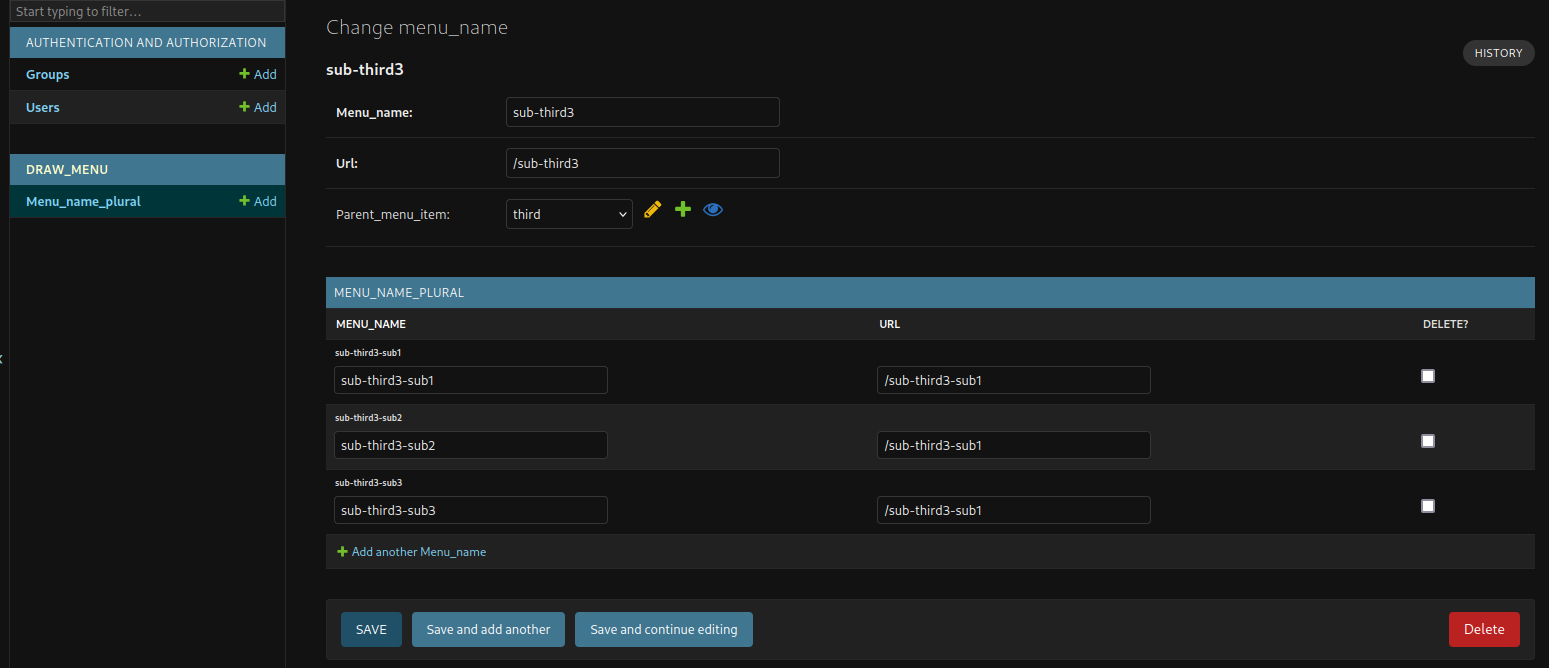 Start typing to filter…
AUTHENTICATION AND AUTHORIZATION
Groups Add
Users Add
DRAW_MENU
Menu_name_plural Add
Change menu_name
HISTORY
sub-third3
Menu_name: sub-third3
Url: /sub-third3
Parent_menu_item: third
MENU_NAME_PLURAL
MENU_NAME URL DELETE?
sub-third3-sub1
sub-third3-sub1 /sub-third3-sub1
sub-third3-sub2
sub-third3-sub2 /sub-third3-sub1
sub-third3-sub3
sub-third3-sub3 /sub-third3-sub1
Add another Menu_name
SAVE Save and add another Save and continue editing Delete